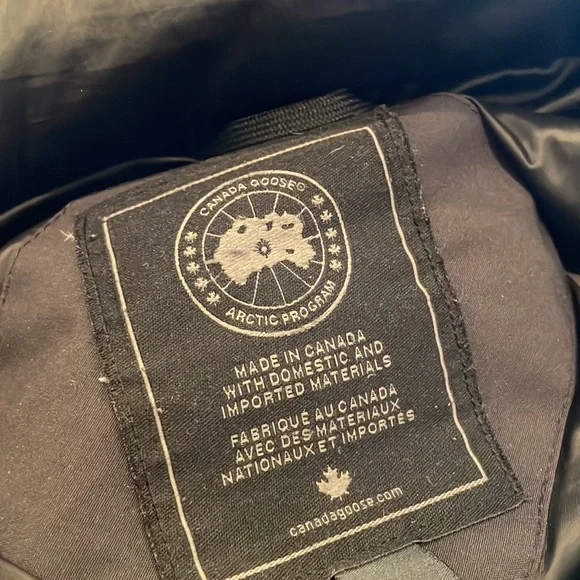 CANADA GOOSE®
ARCTIC PROGRAM
MADE IN CANADA
WITH DOMESTIC AND
IMPORTED MATERIALS
FABRIQUÉ AU CANADA
AVEC DES MATERIAUX
NATIONAUX ET IMPORTÉS
canadagoose.com